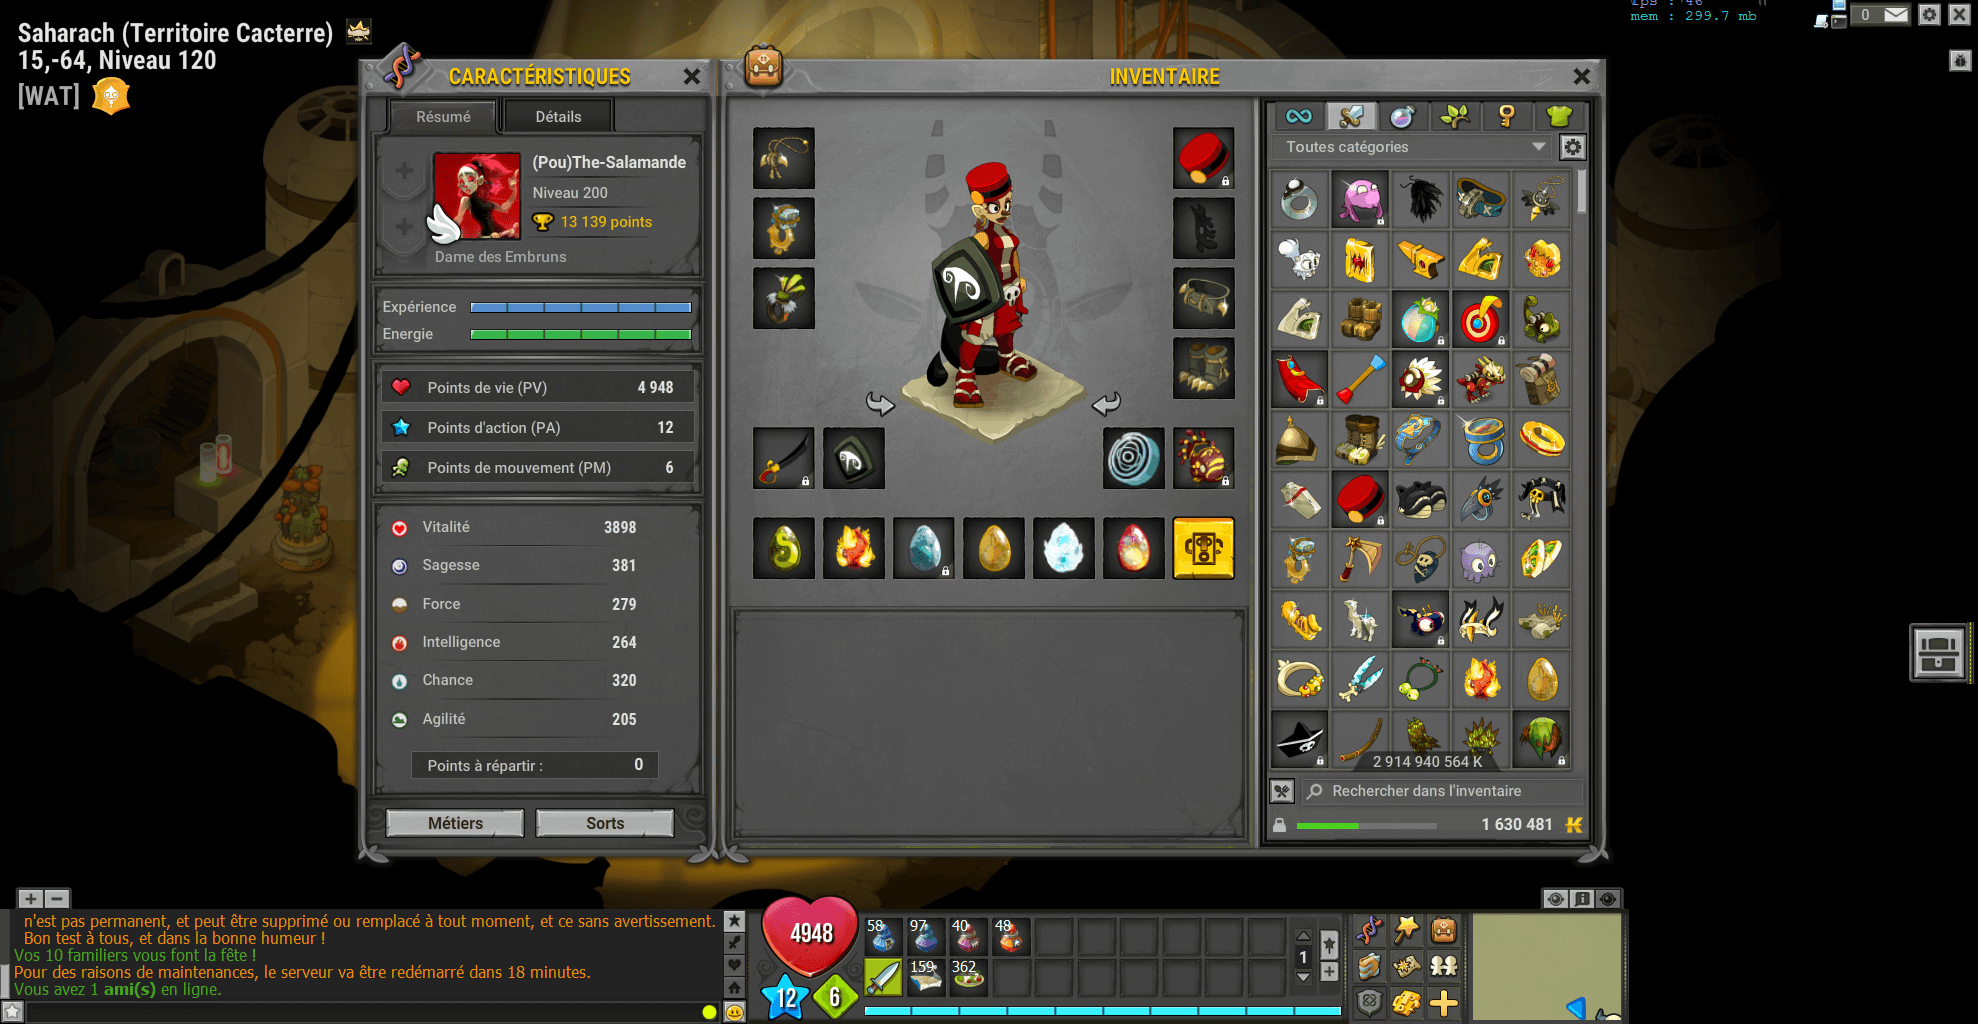 Saharach (Territoire Cacterre)
15,-64, Niveau 120
[WAT]
mem : 299.7 mb
0
CARACTÉRISTIQUES
Résumé
Détails
(Pou)The-Salamande
Niveau 200
13 139 points
Dame des Embruns
Expérience
Energie
Points de vie (PV) 4 948
Points d'action (PA) 12
Points de mouvement (PM) 6
Vitalité 3898
Sagesse 381
Force 279
Intelligence 264
Chance 320
Agilité 205
Points à répartir : 0
Métiers
Sorts
INVENTAIRE
Toutes catégories
2 914 940 564 K
Rechercher dans l'inventaire
1 630 481
n'est pas permanent, et peut être supprimé ou remplacé à tout moment, et ce sans avertissement.
Bon test à tous, et dans la bonne humeur !
Vos 10 familiers vous font la fête !
Pour des raisons de maintenances, le serveur va être redémarré dans 18 minutes.
Vous avez 1 ami(s) en ligne.
4948
12
6
58 97 40 48
159 362
1